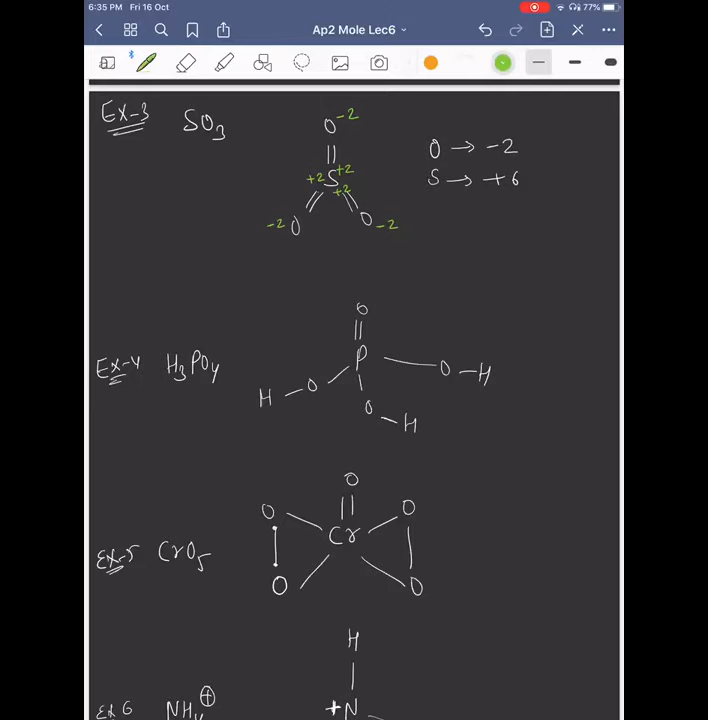 6:35 PM Fri 16 Oct
77%
Ap2 Mole Lec6
Ex-3 SO3
O -2
+2 S +2
+2
-2 O
O -2
O → -2
S → +6
Ex-4 H3PO4
O
P
H - O
O - H
O - H
Ex-5 CrO5
O
O Cr O
O O
H
Ex 6 NH4 +
+N